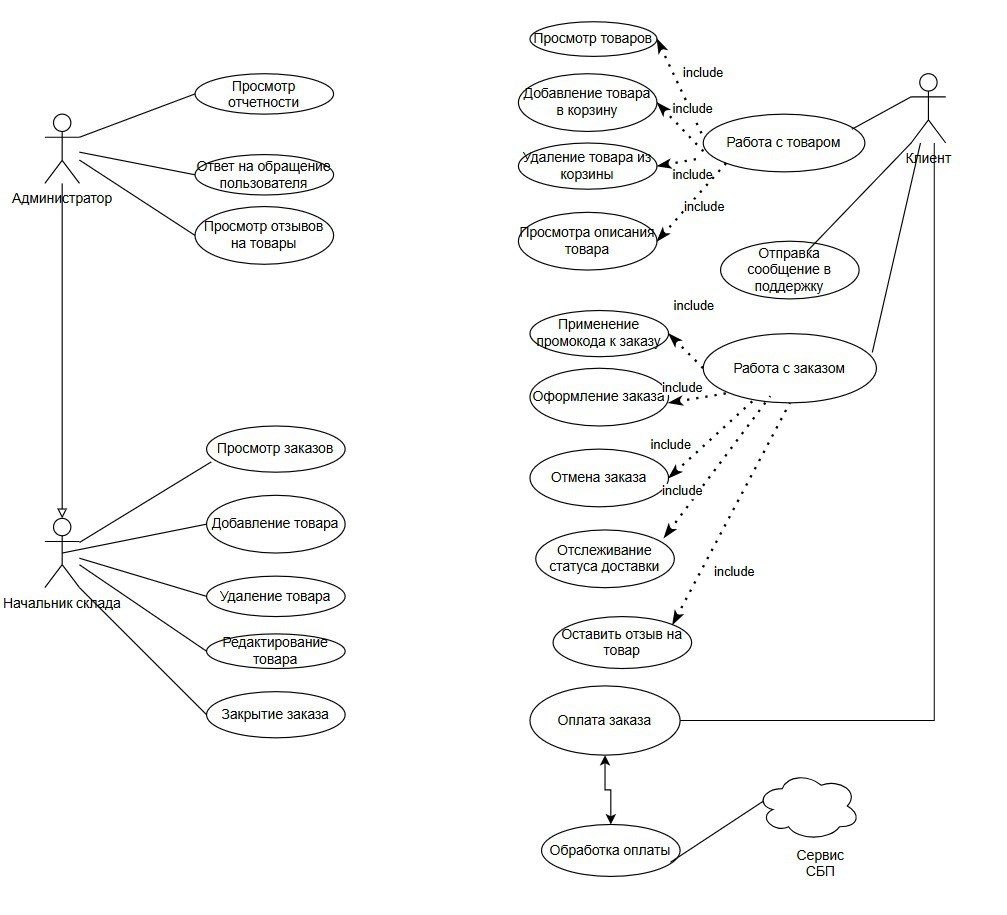 Просмотр
отчетности
Ответ на обращение
пользователя
Администратор
Просмотр отзывов
на товары
Просмотр заказов
Добавление товара
Начальник склада
Удаление товара
Редактирование
товара
Закрытие заказа
Просмотр товаров
include
Добавление товара
в корзину
include
Работа с товаром
Клиент
Удаление товара из
корзины
include
include
Просмотра описания
товара
Отправка
сообщение в
поддержку
include
Применение
промокода к заказу
Работа с заказом
include
Оформление заказа
include
Отмена заказа
include
Отслеживание
статуса доставки
include
Оставить отзыв на
товар
Оплата заказа
Обработка оплаты
Сервис
СБП